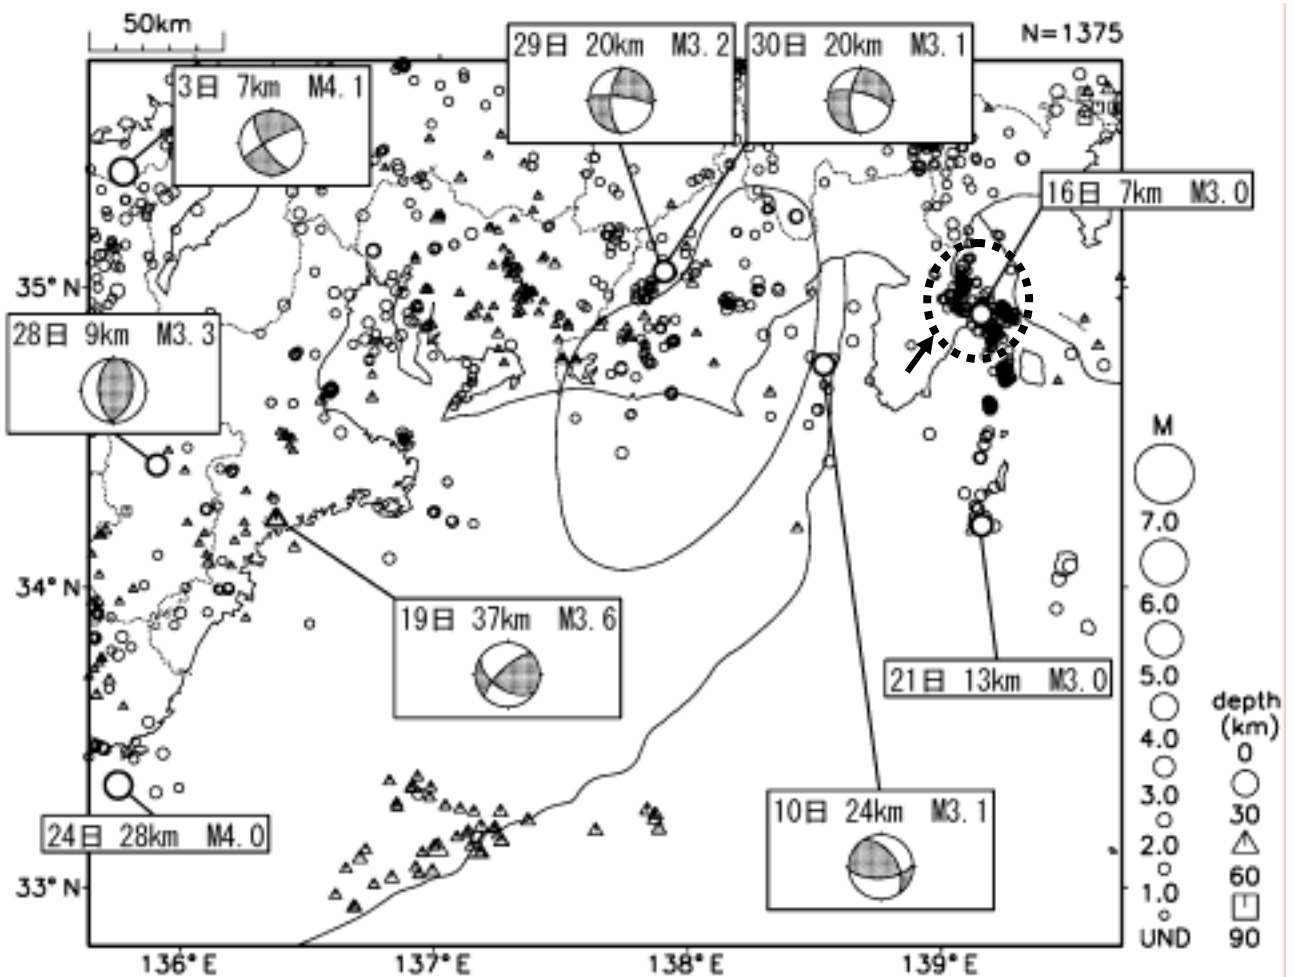 50km
N=1375
29日 20km M3.2
30日 20km M3.1
3日 7km M4.1
16日 7km M3.0
35°N
28日 9km M3.3
34°N
19日 37km M3.6
21日 13km M3.0
10日 24km M3.1
24日 28km M4.0
33°N
136°E
137°E
138°E
139°E
M
7.0
6.0
5.0
4.0
3.0
2.0
1.0
UND
depth
(km)
0
30
60
90